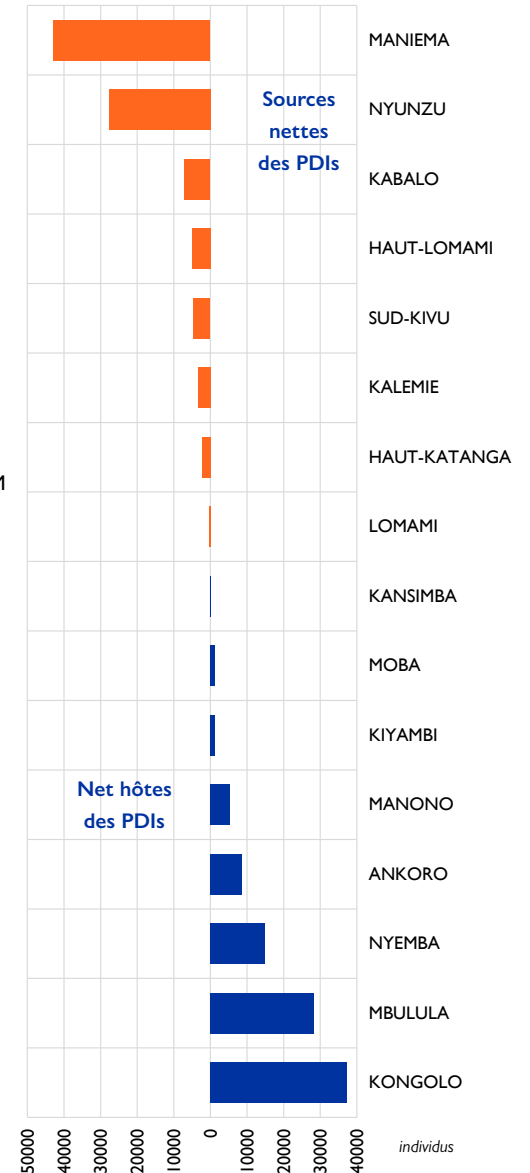 MANIEMA
Sources
nettes
des PDIs
NYUNZU
KABALO
HAUT-LOMAMI
SUD-KIVU
KALEMIE
HAUT-KATANGA
LOMAMI
KANSIMBA
MOBA
KIYAMBI
Net hôtes
des PDIs
MANONO
ANKORO
NYEMBA
MBULULA
KONGOLO
50000
40000
30000
20000
10000
0
10000
20000
30000
40000
individus